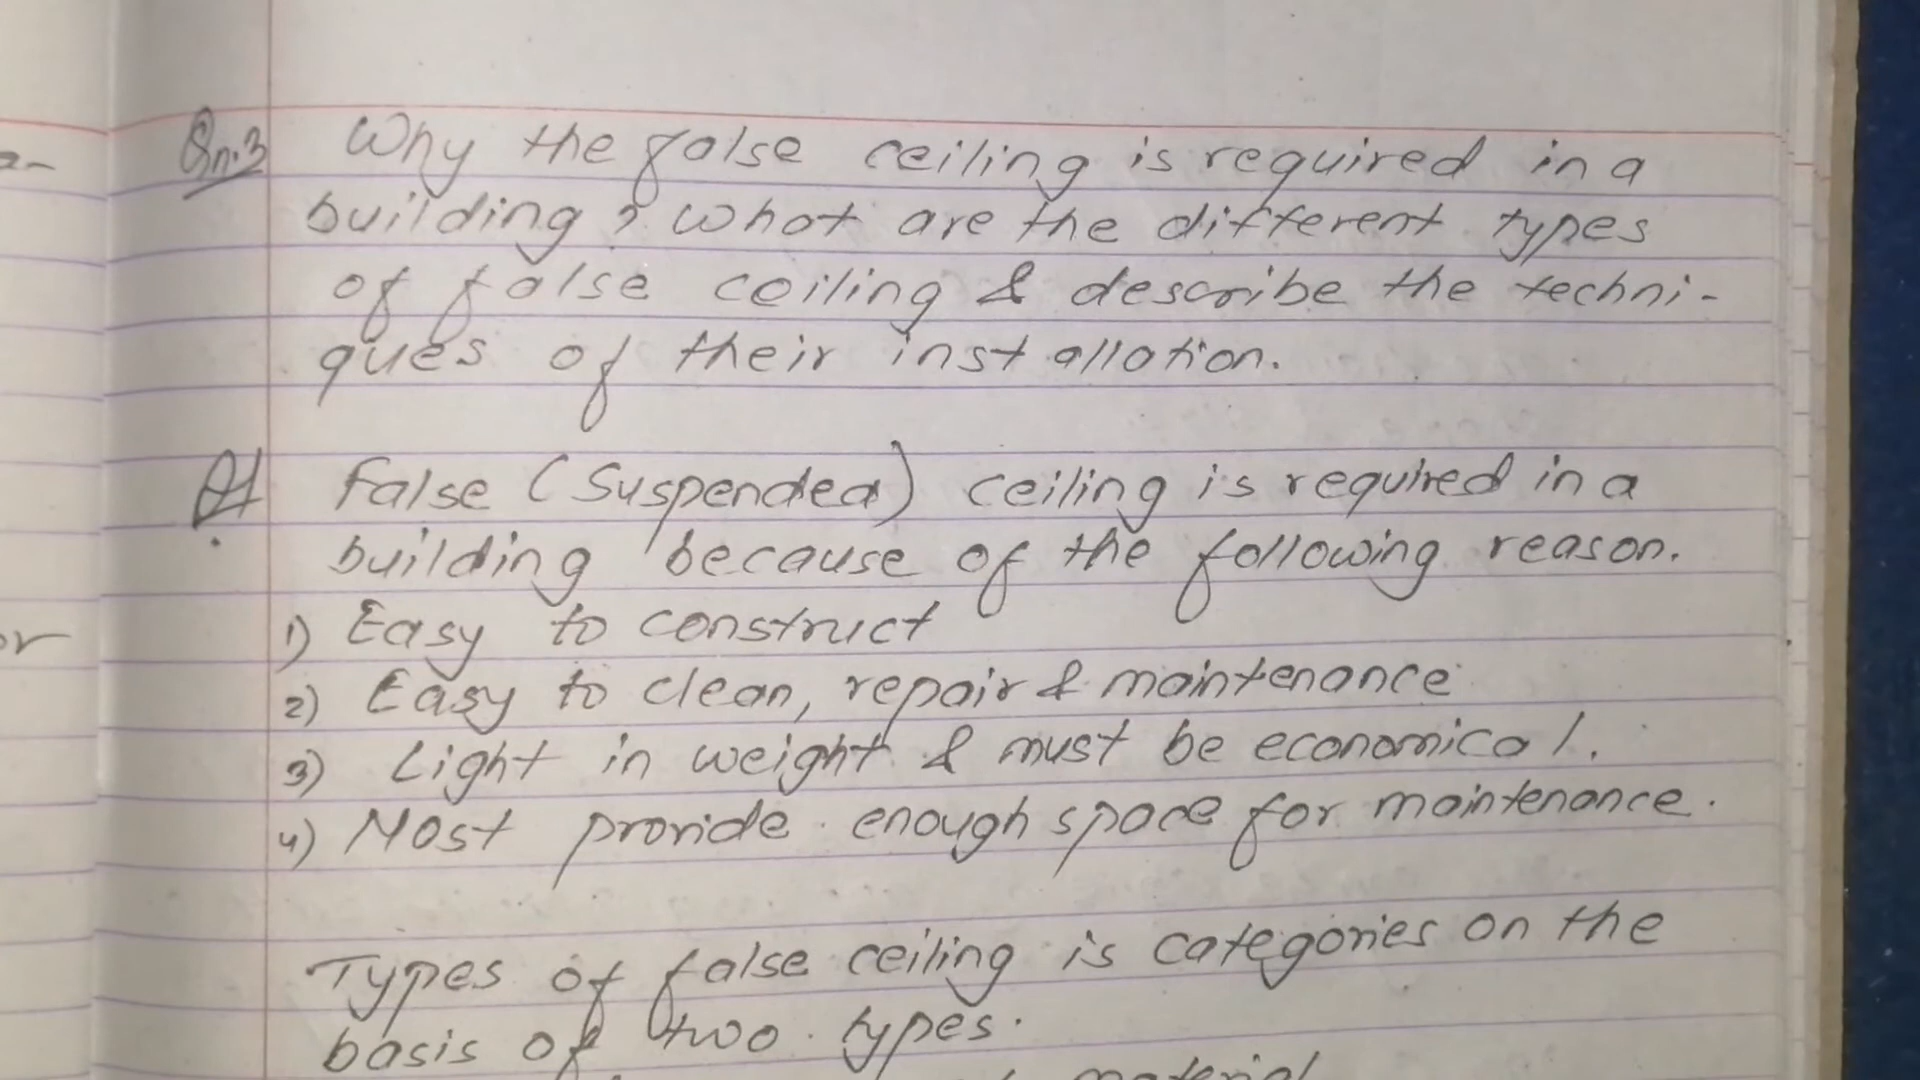 Qn.3 Why the false ceiling is required in a
building? what are the different types
of false ceiling & describe the techni-
ques of their installation.
False (Suspended) ceiling is required in a
building because of the following reason.
1) Easy to construct
2) Easy to clean, repair & maintenance
3) Light in weight & must be economical.
4) Most provide enough space for maintenance.
Types of false ceiling is categories on the
basis of two types.
material